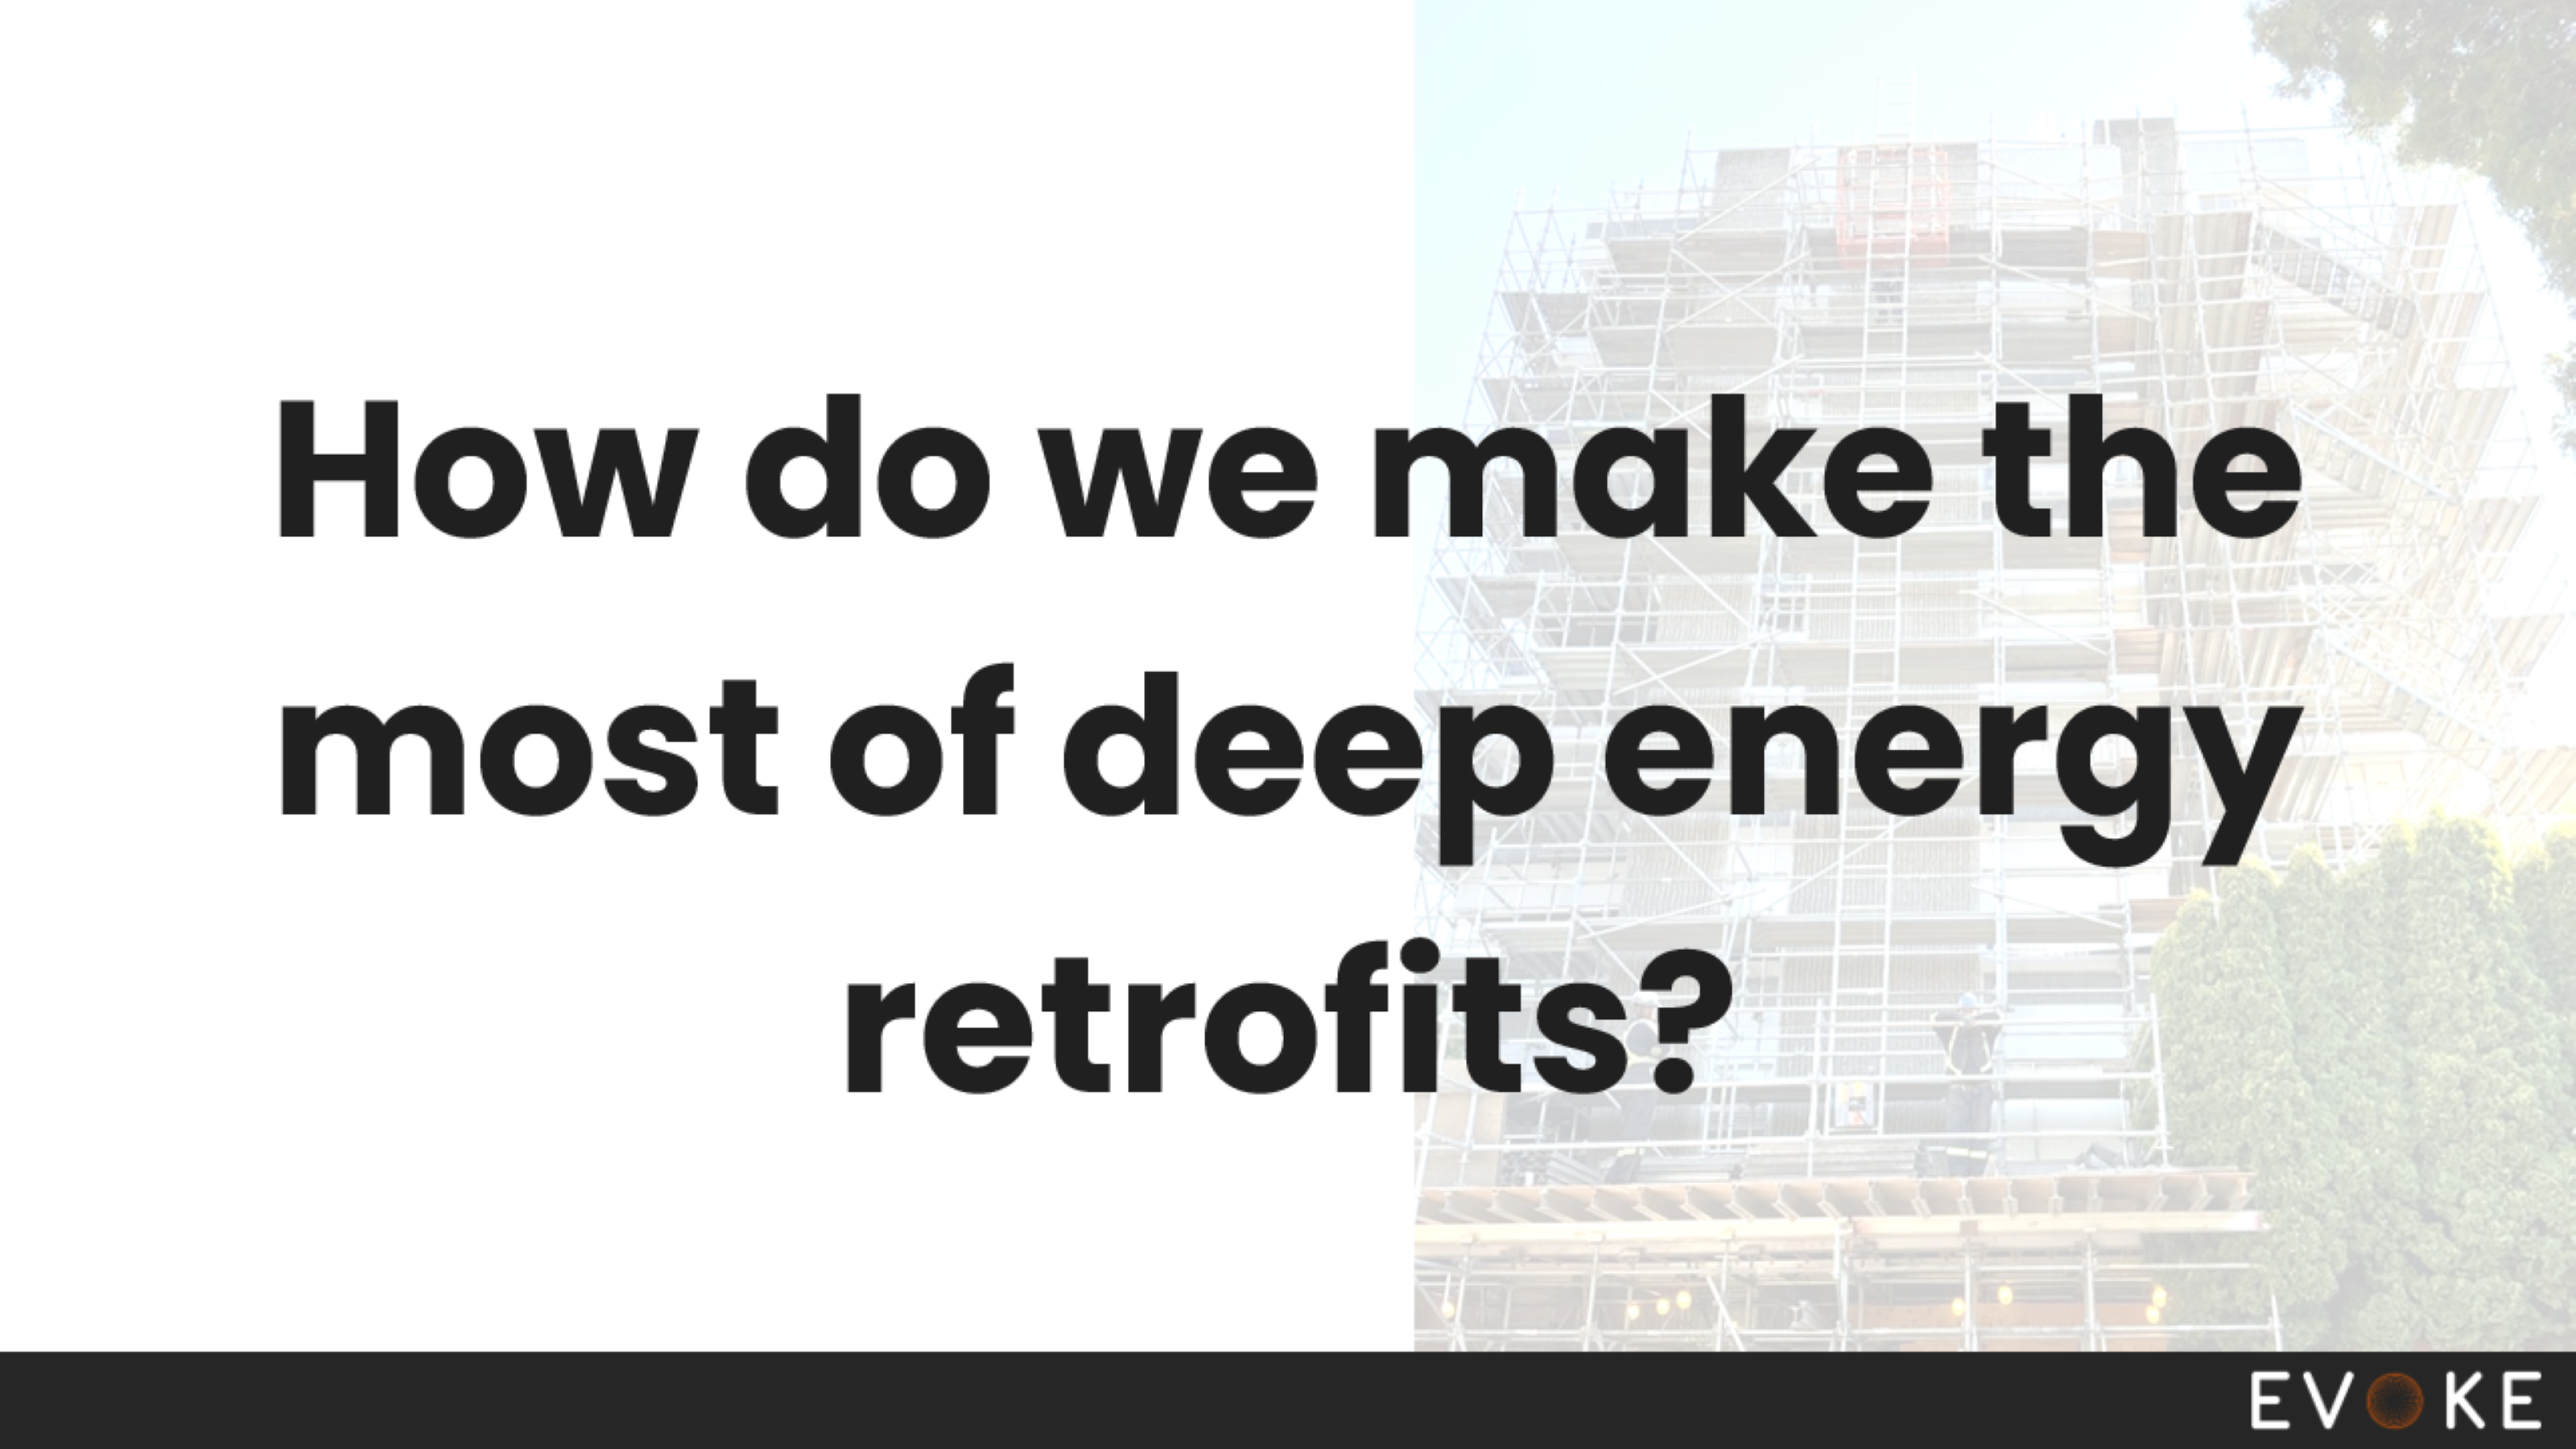 How do we make the
most of deep energy
retrofits?
EVOKE